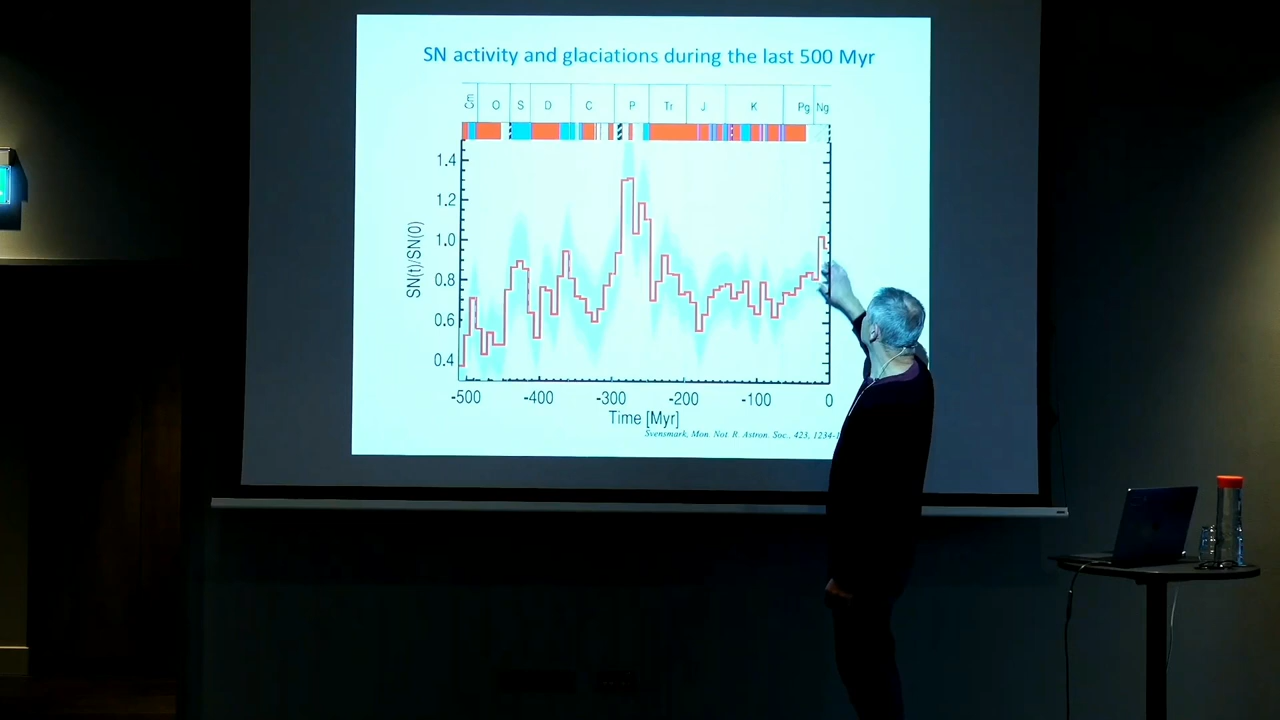 SN activity and glaciations during the last 500 Myr
Cm O S D C P Tr J K Pg Ng
1.4
1.2
1.0
0.8
0.6
0.4
SN(t)/SN(0)
-500 -400 -300 -200 -100 0
Time [Myr]
Svensmark, Mon. Not. R. Astron. Soc., 423, 1234-1